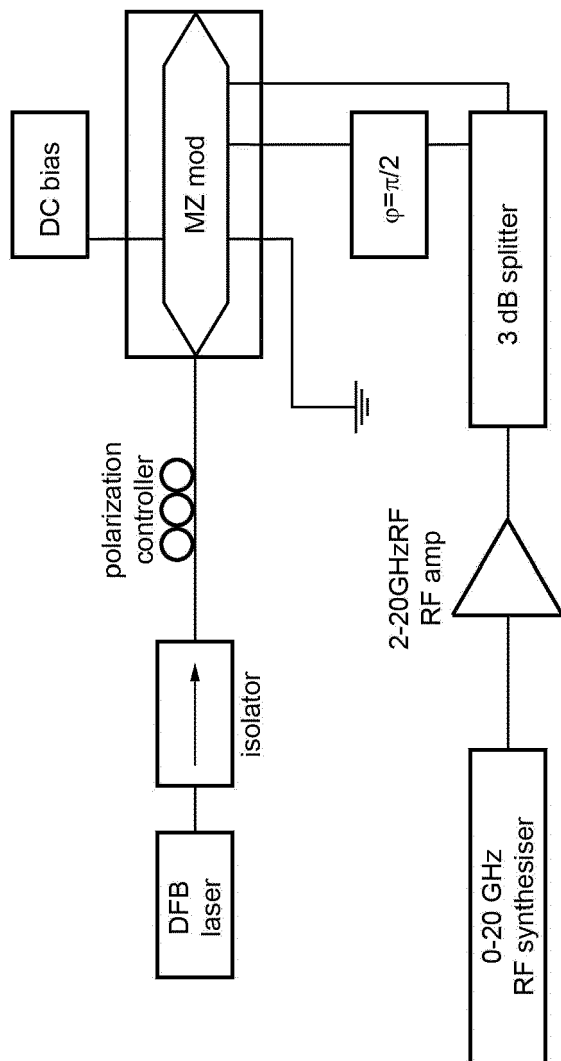 DFB
laser
isolator
polarization
controller
DC bias
MZ mod
φ=π/2
3 dB splitter
2-20GHzRF
RF amp
0-20 GHz
RF synthesiser